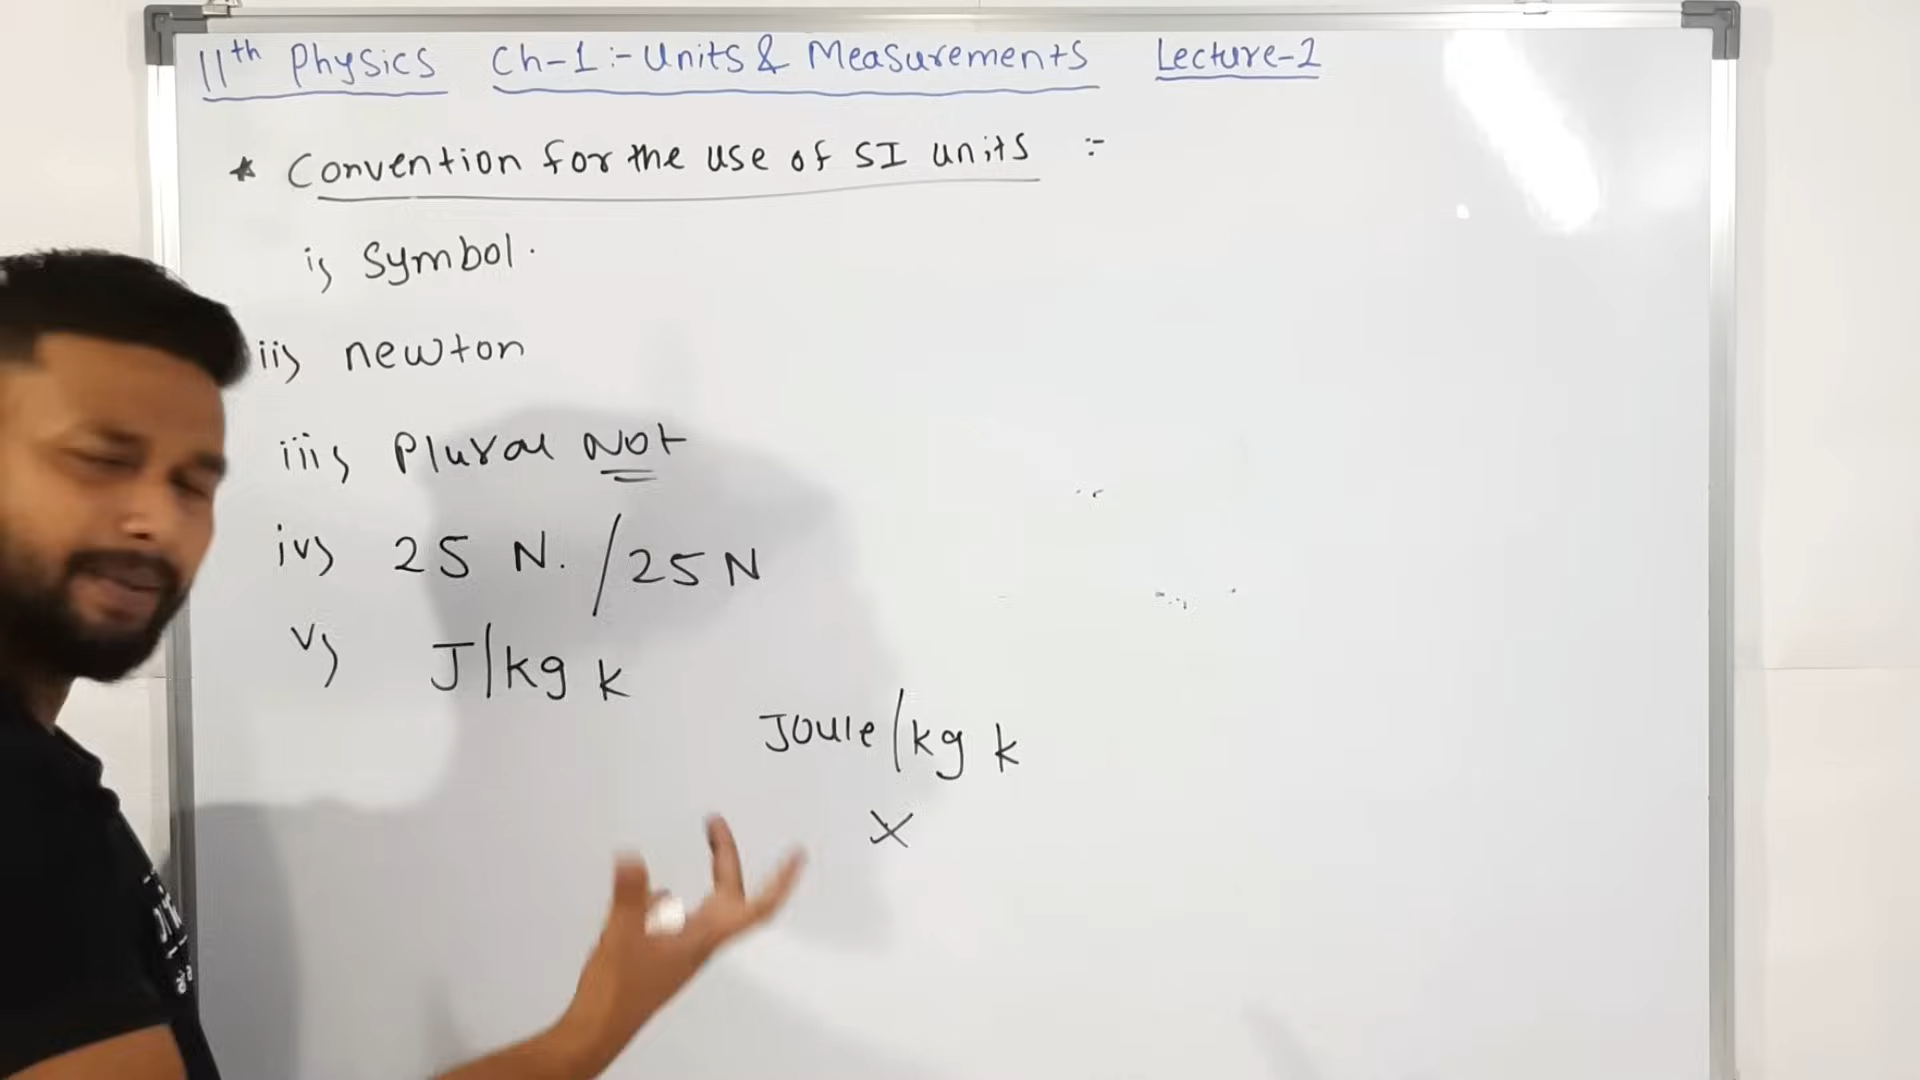 11th Physics Ch-1:- Units & Measurements Lecture-2
* Convention for the use of SI units :-
i) Symbol.
ii) newton
iii) Plural Not
iv) 25 N. / 25 N
v) J/kg k
Joule/kg k
X